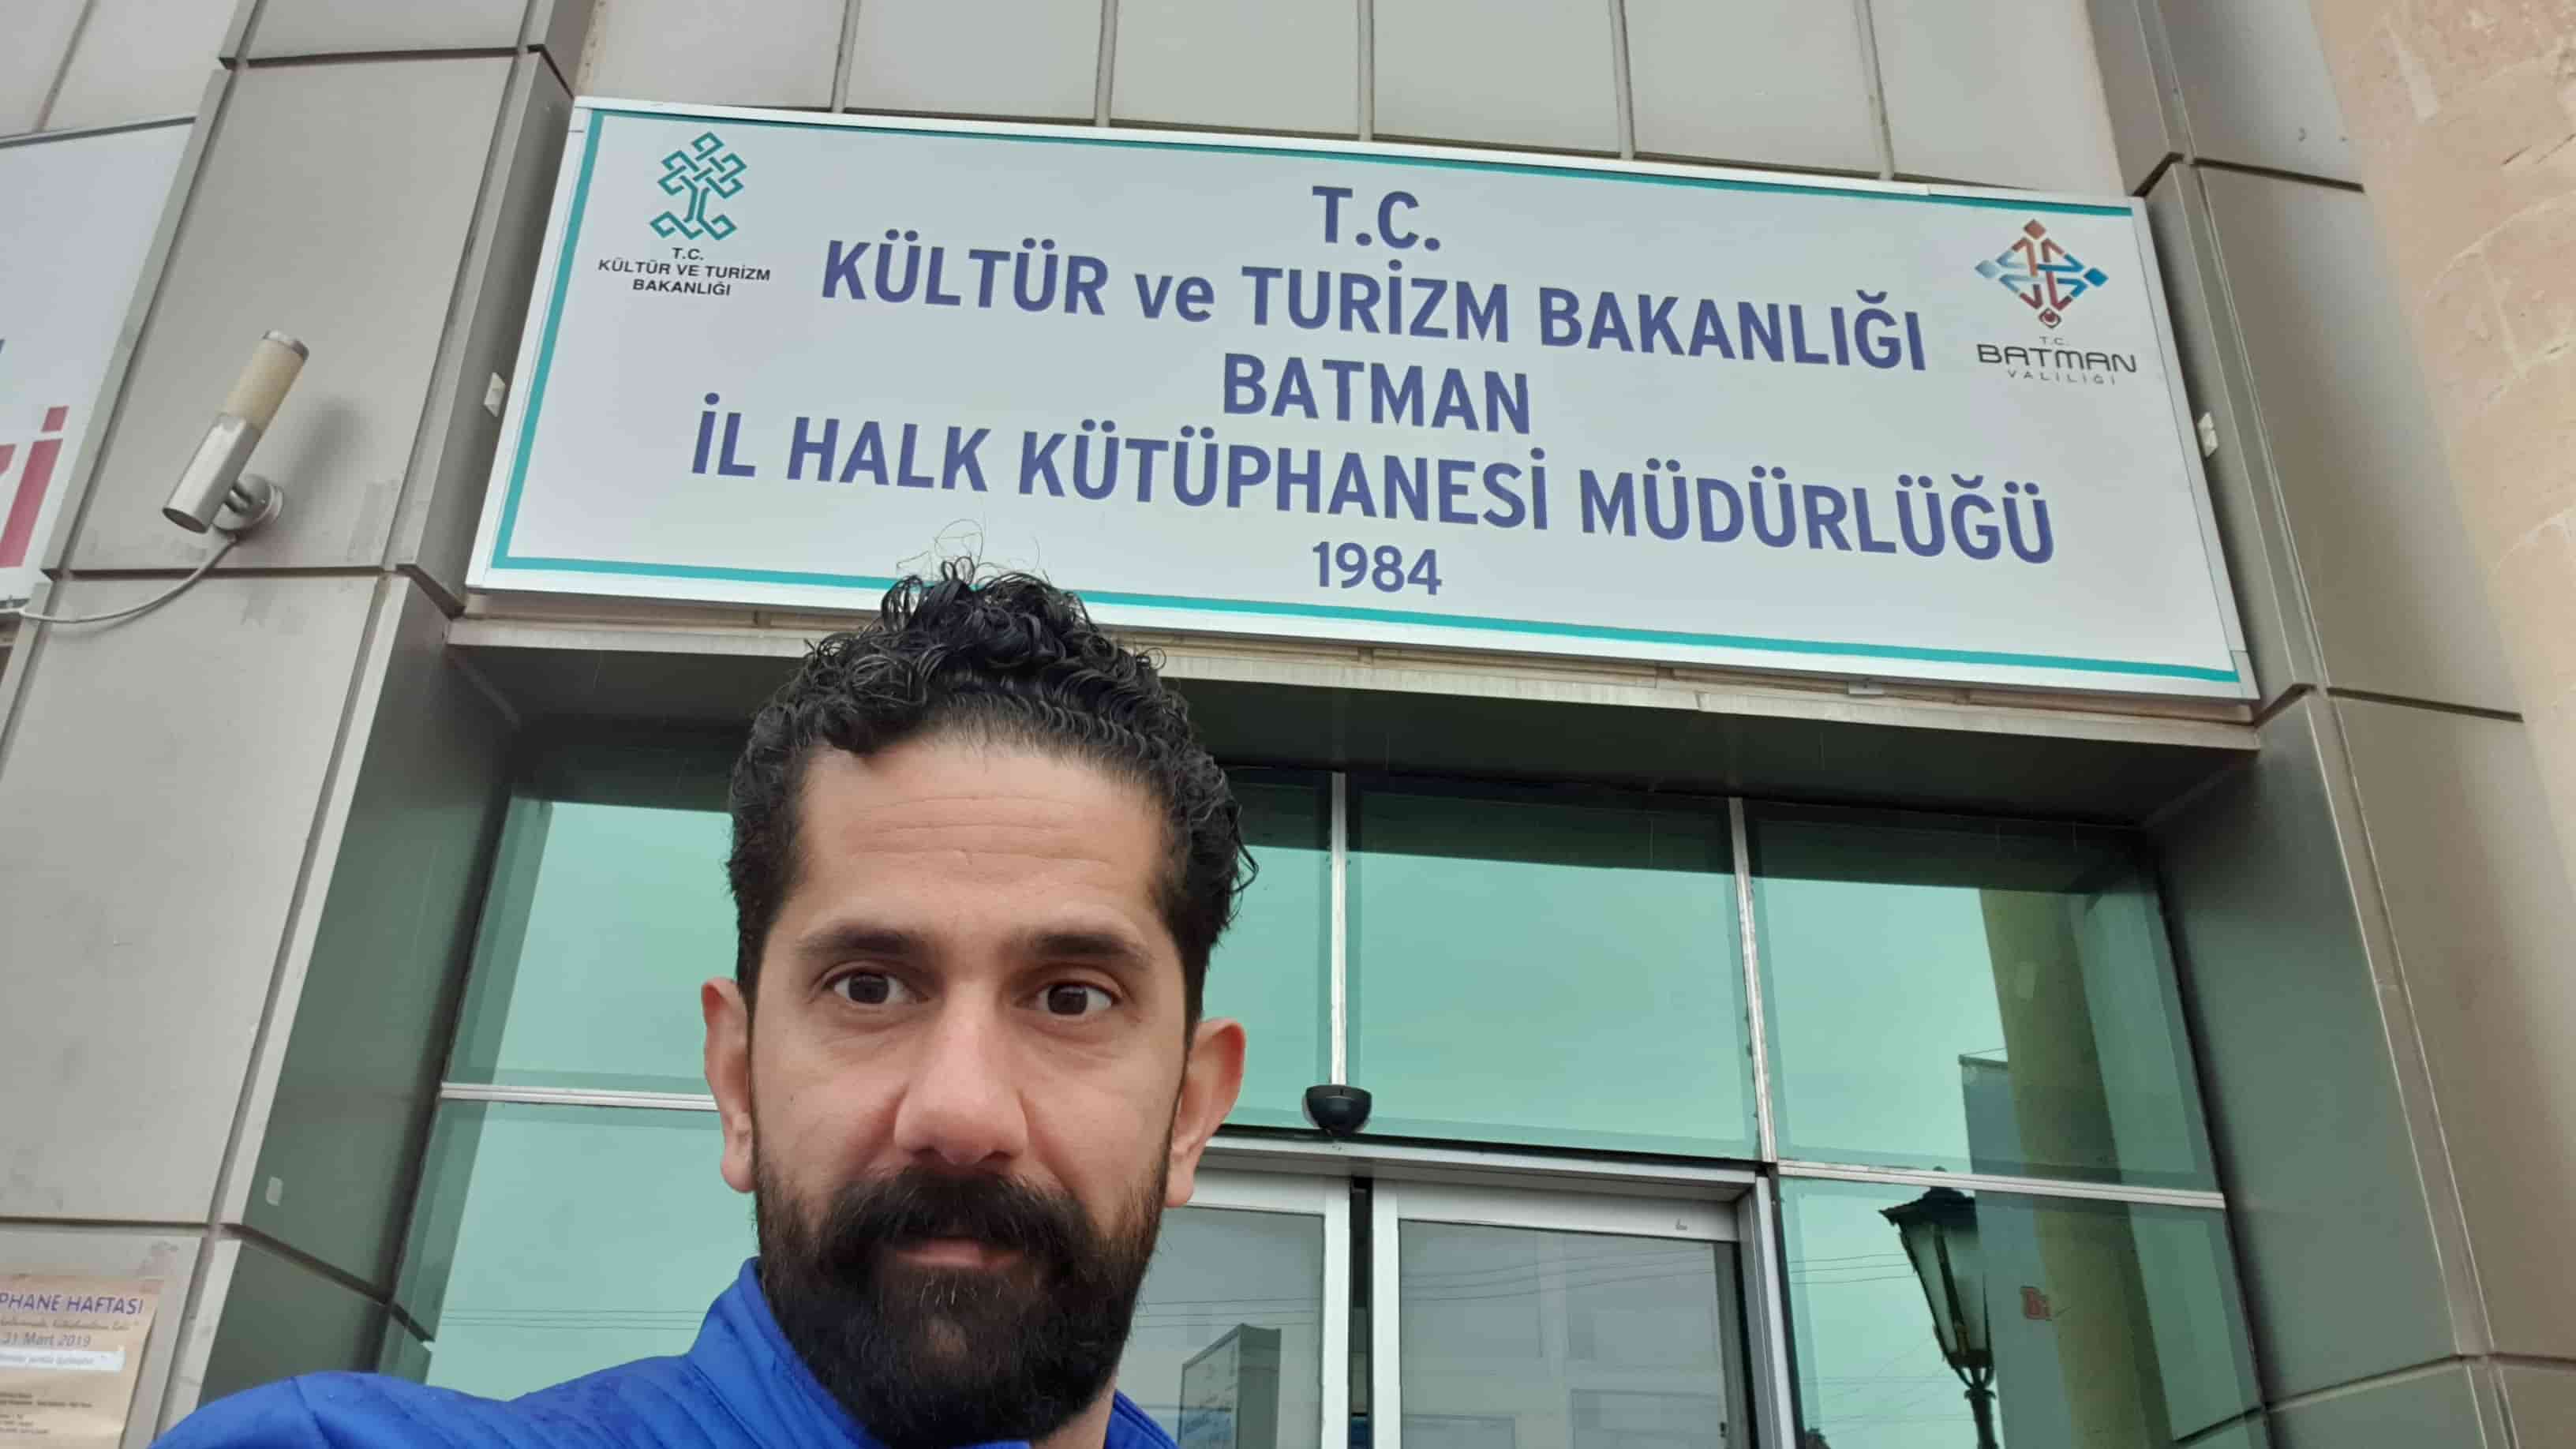 T.C.
KÜLTÜR VE TURİZM
BAKANLIĞI
T.C.
KÜLTÜR ve TURİZM BAKANLIĞI
BATMAN
İL HALK KÜTÜPHANESİ MÜDÜRLÜĞÜ
1984
T.C.
BATMAN
VALİLİĞİ
PHANE HAFTASI
31 Mart 2019